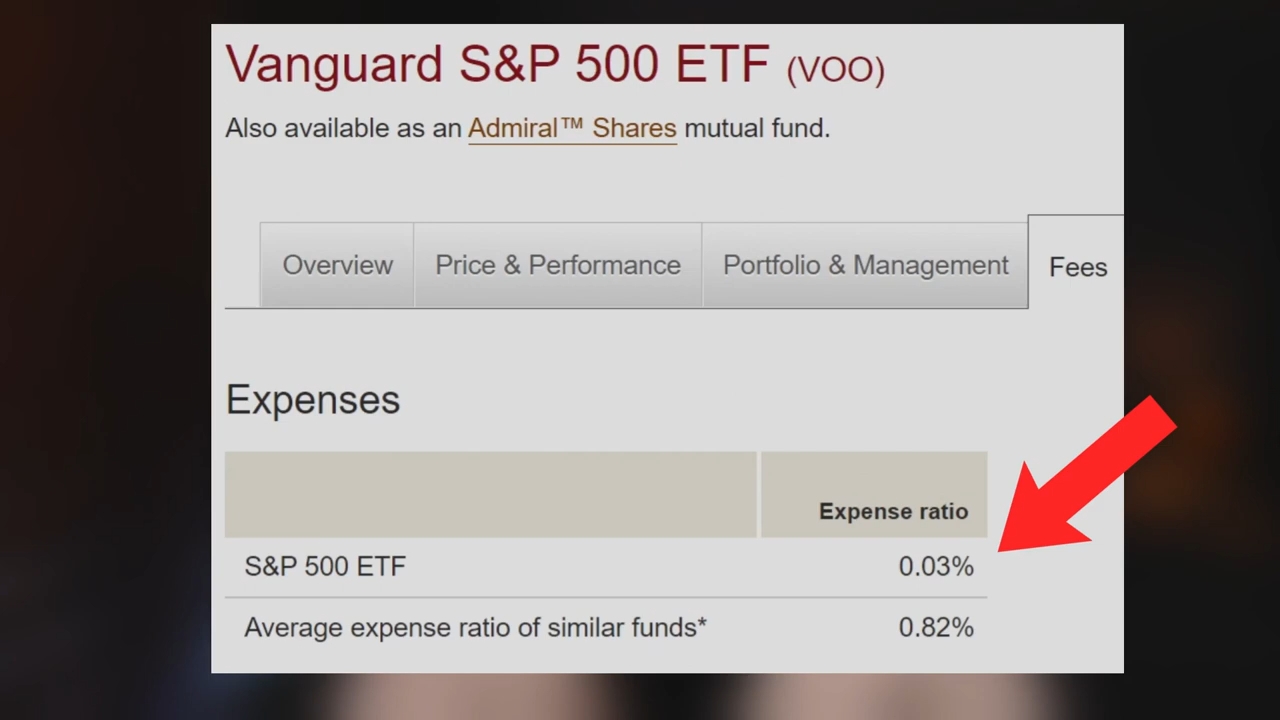 Vanguard S&P 500 ETF (VOO)
Also available as an Admiral™ Shares mutual fund.
Overview Price & Performance Portfolio & Management Fees
Expenses
Expense ratio
S&P 500 ETF 0.03%
Average expense ratio of similar funds* 0.82%